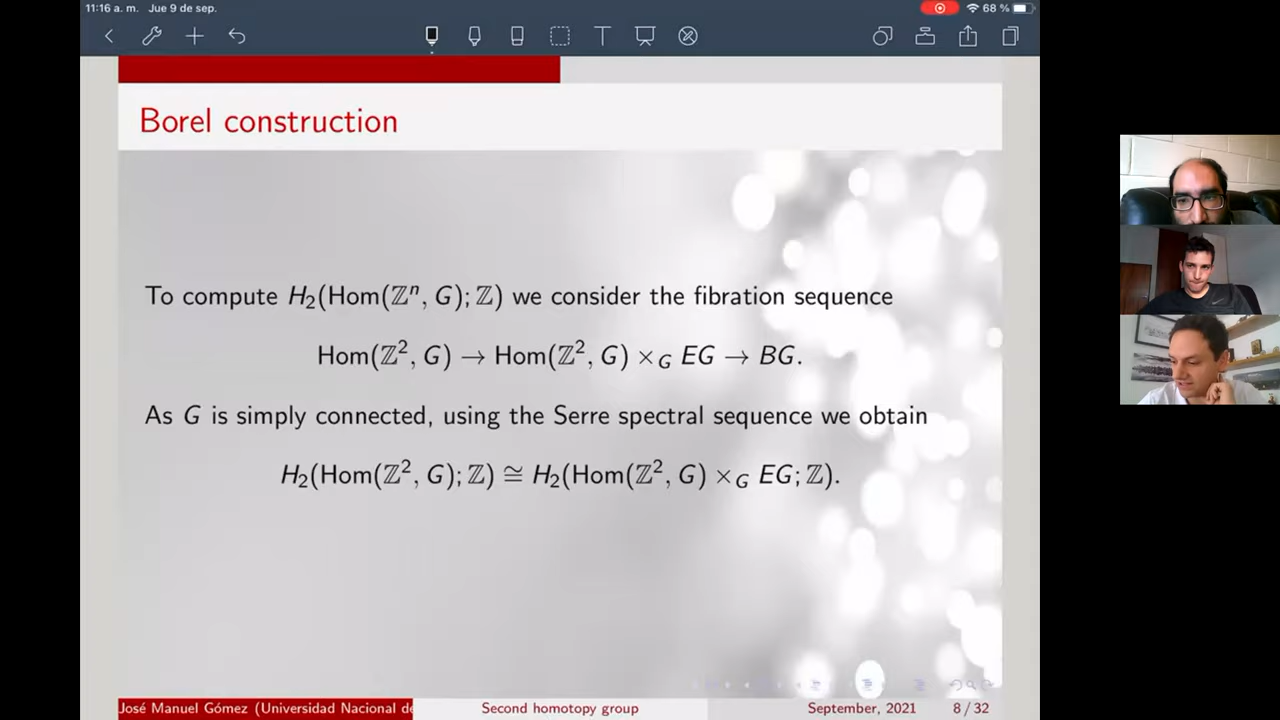 11:16 a. m. Jue 9 de sep.
68 %
Borel construction
To compute H₂(Hom(ℤⁿ, G); ℤ) we consider the fibration sequence
Hom(ℤ², G) → Hom(ℤ², G) ×_G EG → BG.
As G is simply connected, using the Serre spectral sequence we obtain
H₂(Hom(ℤ², G); ℤ) ≅ H₂(Hom(ℤ², G) ×_G EG; ℤ).
José Manuel Gómez (Universidad Nacional de
Second homotopy group
September, 2021
8 / 32